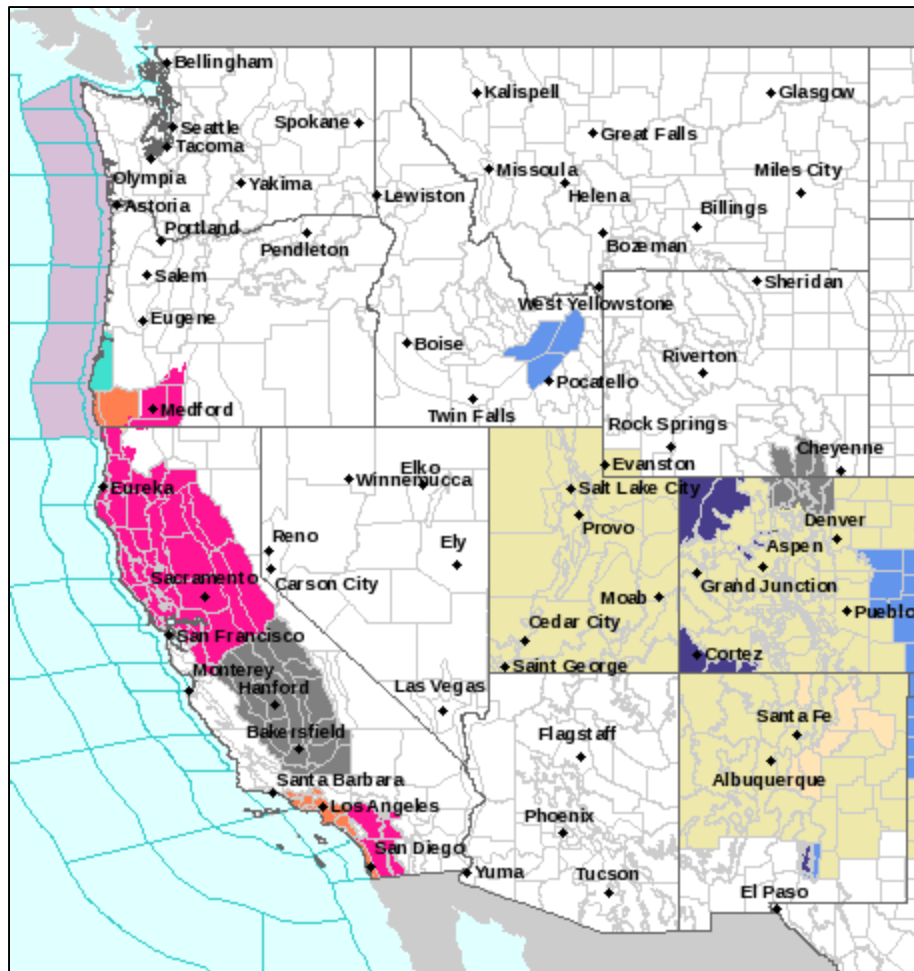 Bellingham
Kalispell
Glasgow
Seattle
Spokane
Great Falls
Tacoma
Olympia
Missoula
Miles City
Yakima
Lewiston
Helena
Astoria
Billings
Portland
Pendleton
Bozeman
Salem
Sheridan
West Yellowstone
Eugene
Boise
Riverton
Pocatello
Medford
Twin Falls
Rock Springs
Cheyenne
Elko
Evanston
Winnemucca
Eureka
Salt Lake City
Provo
Denver
Reno
Ely
Aspen
Sacramento
Carson City
Grand Junction
Moab
Pueblo
San Francisco
Cedar City
Cortez
Monterey
Saint George
Hanford
Las Vegas
Santa Fe
Bakersfield
Flagstaff
Albuquerque
Santa Barbara
Los Angeles
Phoenix
San Diego
Yuma
Tucson
El Paso